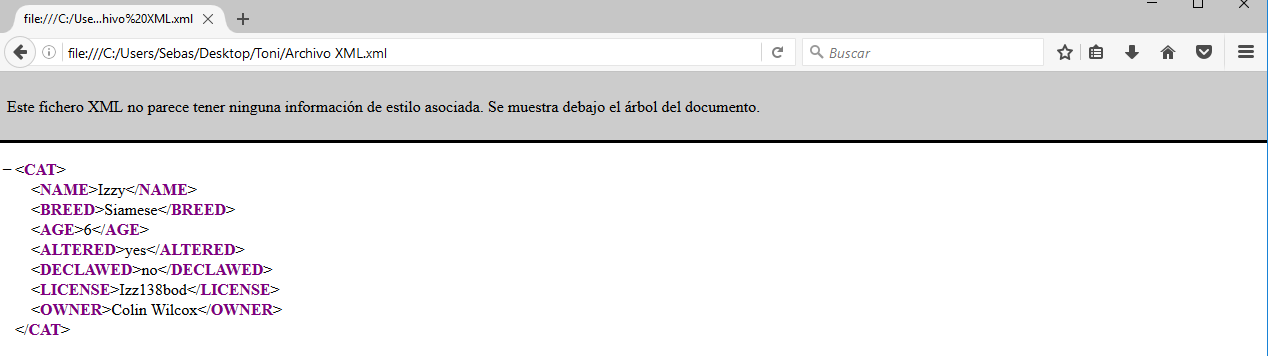 file:///C:/Use...hivo%20XML.xml
file:///C:/Users/Sebas/Desktop/Toni/Archivo XML.xml
Buscar
Este fichero XML no parece tener ninguna información de estilo asociada. Se muestra debajo el árbol del documento.
−<CAT>
<NAME>Izzy</NAME>
<BREED>Siamese</BREED>
<AGE>6</AGE>
<ALTERED>yes</ALTERED>
<DECLAWED>no</DECLAWED>
<LICENSE>Izz138bod</LICENSE>
<OWNER>Colin Wilcox</OWNER>
</CAT>